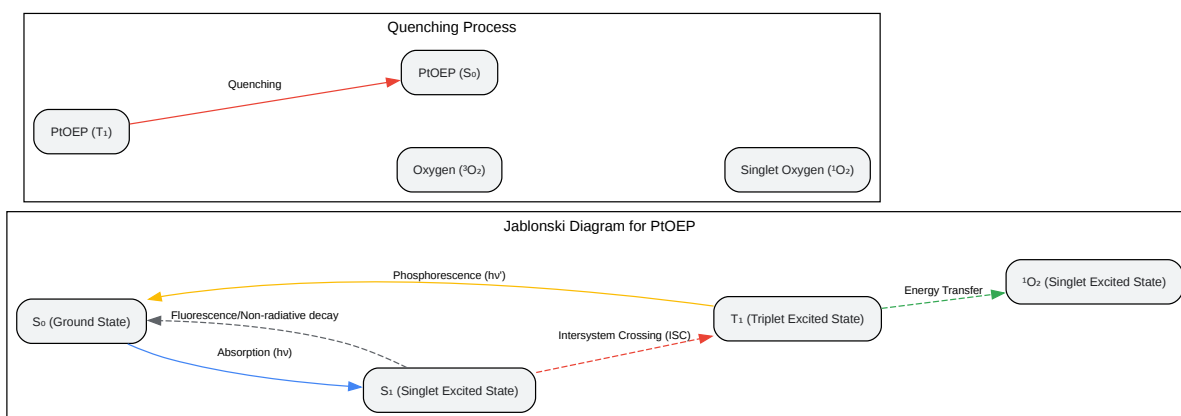 Quenching Process
PtOEP (S₀)
Quenching
PtOEP (T₁)
Oxygen (³O₂)
Singlet Oxygen (¹O₂)
Jablonski Diagram for PtOEP
Phosphorescence (hν')
¹O₂ (Singlet Excited State)
Energy Transfer
S₀ (Ground State)
Fluorescence/Non-radiative decay
T₁ (Triplet Excited State)
Intersystem Crossing (ISC)
Absorption (hν)
S₁ (Singlet Excited State)